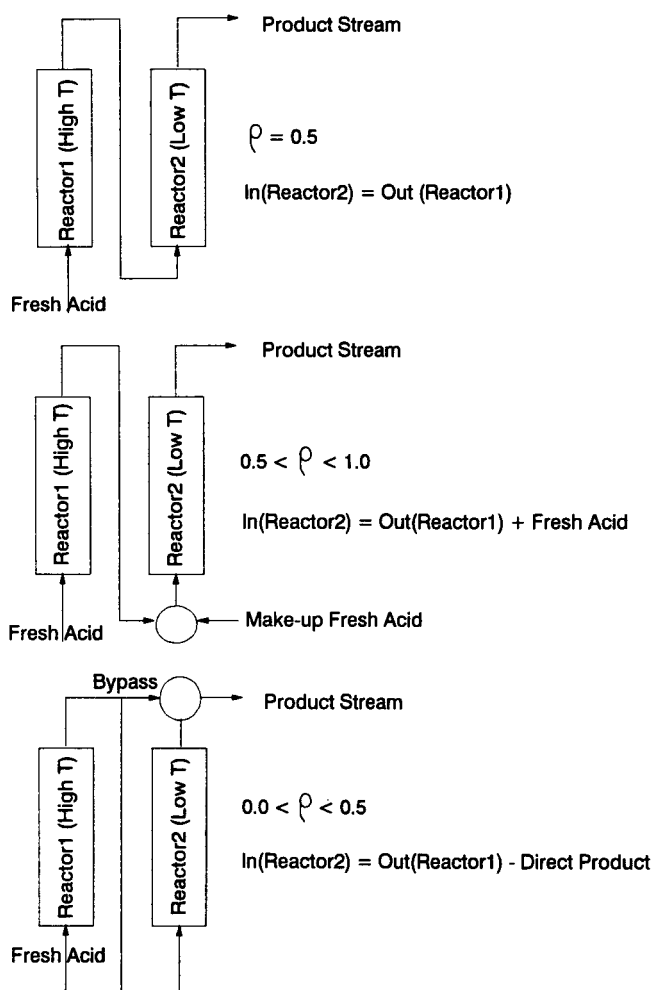 Product Stream
Reactor1 (High T)
Reactor2 (Low T)
ρ = 0.5
In(Reactor2) = Out (Reactor1)
Fresh Acid
Product Stream
Reactor1 (High T)
Reactor2 (Low T)
0.5 < ρ < 1.0
In(Reactor2) = Out(Reactor1) + Fresh Acid
Fresh Acid
Make-up Fresh Acid
Bypass
Product Stream
Reactor1 (High T)
Reactor2 (Low T)
0.0 < ρ < 0.5
In(Reactor2) = Out(Reactor1) - Direct Product
Fresh Acid